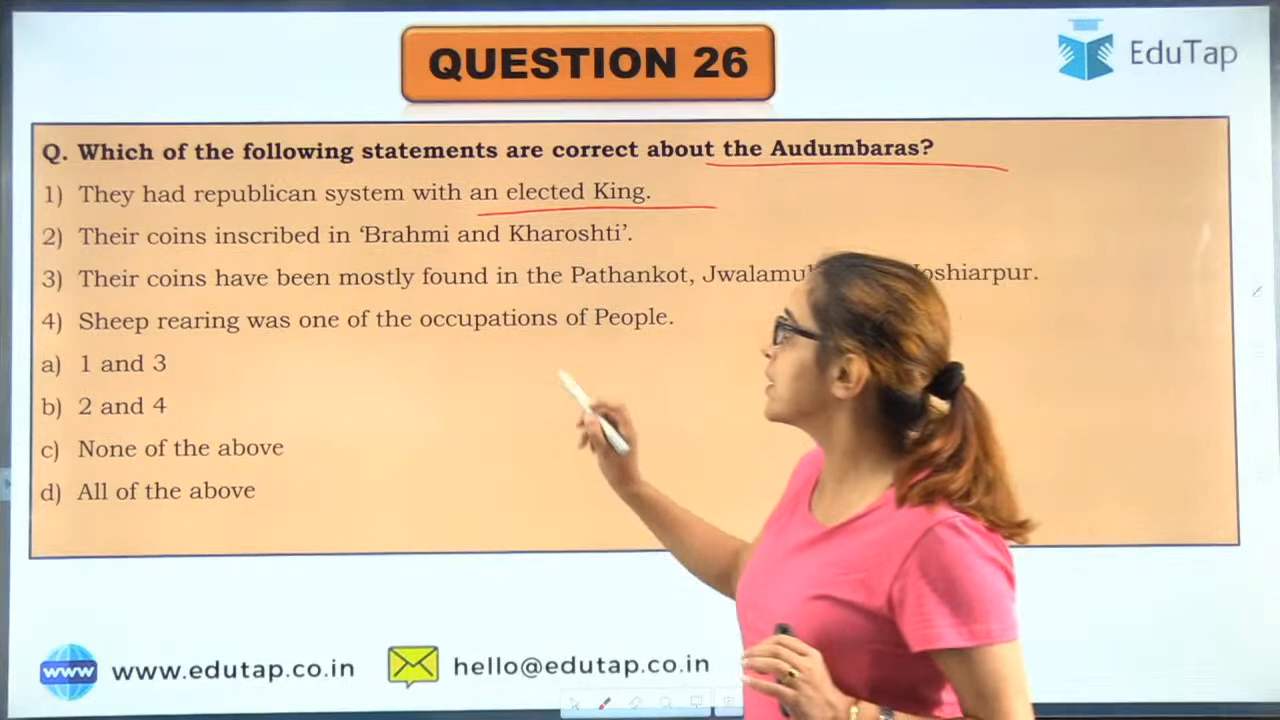 QUESTION 26
EduTap
Q. Which of the following statements are correct about the Audumbaras?
1) They had republican system with an elected King.
2) Their coins inscribed in ‘Brahmi and Kharoshti’.
3) Their coins have been mostly found in the Pathankot, oshiarpur.
4) Sheep rearing was one of the occupations of People.
a) 1 and 3
b) 2 and 4
c) None of the above
d) All of the above
www www.edutap.co.in hello@edutap.co.in